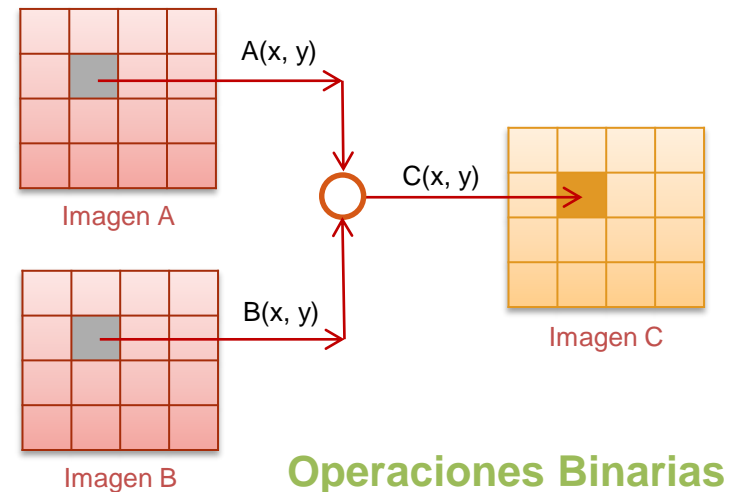 A(x, y)
Imagen A
C(x, y)
B(x, y)
Imagen C
Imagen B
Operaciones Binarias